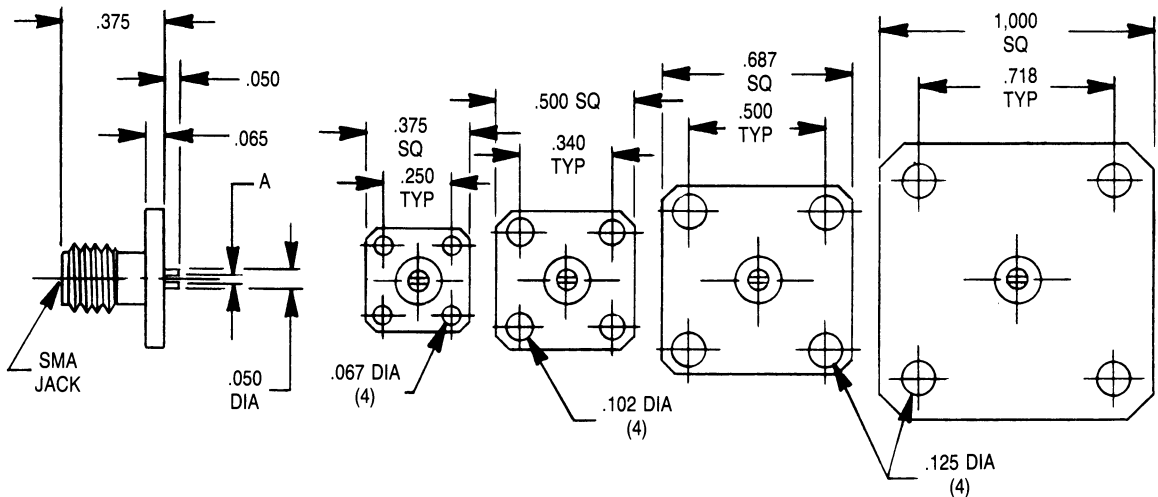 .375
.050
.065
A
SMA
JACK
.050
DIA
.375
SQ
.250
TYP
.067 DIA
(4)
.500 SQ
.340
TYP
.102 DIA
(4)
.687
SQ
.500
TYP
1,000
SQ
.718
TYP
.125 DIA
(4)